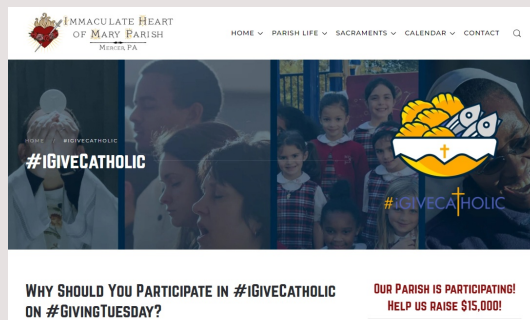 Immaculate Heart
of Mary Parish
Mercer, PA
HOME PARISH LIFE SACRAMENTS CALENDAR CONTACT
HOME #IGIVECATHOLIC
#iGiveCatholic
#iGIVECATHOLIC
Why Should You Participate in #iGiveCatholic
on #GivingTuesday?
Our Parish is participating!
Help us raise $15,000!